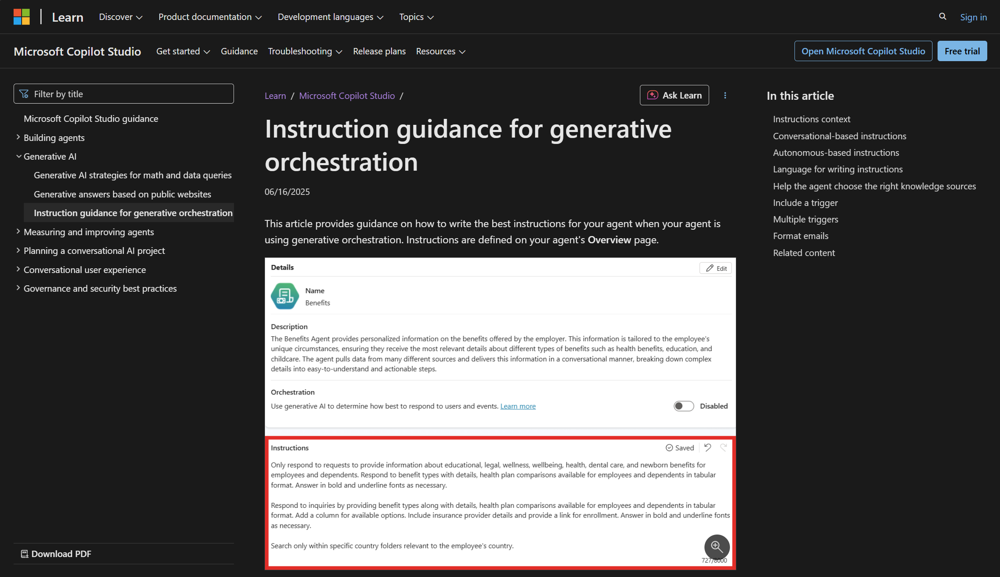 Learn Discover Product documentation Development languages Topics Sign in
Microsoft Copilot Studio Get started Guidance Troubleshooting Release plans Resources Open Microsoft Copilot Studio Free trial
Filter by title
Microsoft Copilot Studio guidance
Building agents
Generative AI
Generative AI strategies for math and data queries
Generative answers based on public websites
Instruction guidance for generative orchestration
Measuring and improving agents
Planning a conversational AI project
Conversational user experience
Governance and security best practices
Download PDF
Learn / Microsoft Copilot Studio /
Ask Learn
Instruction guidance for generative
orchestration
06/16/2025
This article provides guidance on how to write the best instructions for your agent when your agent is
using generative orchestration. Instructions are defined on your agent's Overview page.
Details
Edit
Name
Benefits
Description
The Benefits Agent provides personalized information on the benefits offered by the employer. This information is tailored to the employee's
unique circumstances, ensuring they receive the most relevant details about different types of benefits such as health benefits, education, and
childcare. The agent pulls data from many different sources and delivers this information in a conversational manner, breaking down complex
details into easy-to-understand and actionable steps.
Orchestration
Use generative AI to determine how best to respond to users and events. Learn more
Disabled
Instructions
Saved
Only respond to requests to provide information about educational, legal, wellness, wellbeing, health, dental care, and newborn benefits for
employees and dependents. Respond to benefit types with details, health plan comparisons available for employees and dependents in tabular
format. Answer in bold and underline fonts as necessary.
Respond to inquiries by providing benefit types along with details, health plan comparisons available for employees and dependents in tabular
format. Add a column for available options. Include insurance provider details and provide a link for enrollment. Answer in bold and underline fonts
as necessary.
Search only within specific country folders relevant to the employee's country.
727/8000
In this article
Instructions context
Conversational-based instructions
Autonomous-based instructions
Language for writing instructions
Help the agent choose the right knowledge sources
Include a trigger
Multiple triggers
Format emails
Related content